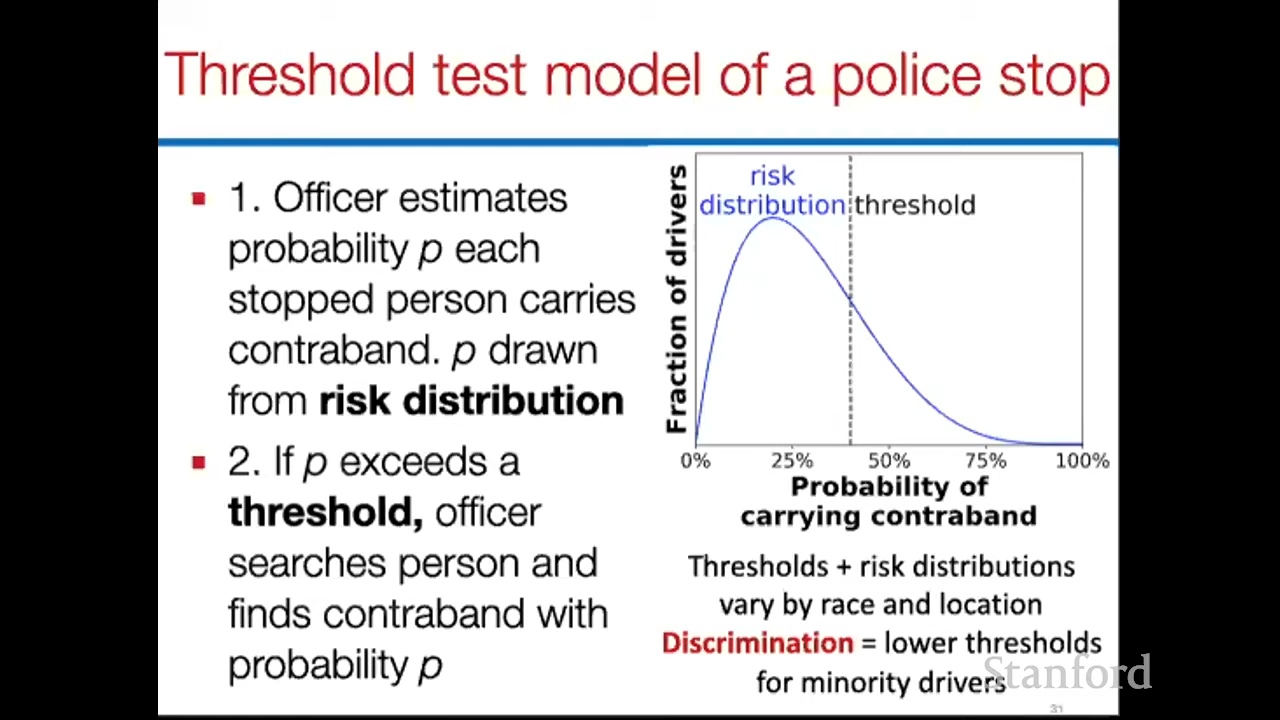 Threshold test model of a police stop
1. Officer estimates
probability p each
stopped person carries
contraband. p drawn
from risk distribution
2. If p exceeds a
threshold, officer
searches person and
finds contraband with
probability p
risk
distribution
threshold
Fraction of drivers
0% 25% 50% 75% 100%
Probability of
carrying contraband
Thresholds + risk distributions
vary by race and location
Discrimination = lower thresholds
for minority drivers
Stanford
31